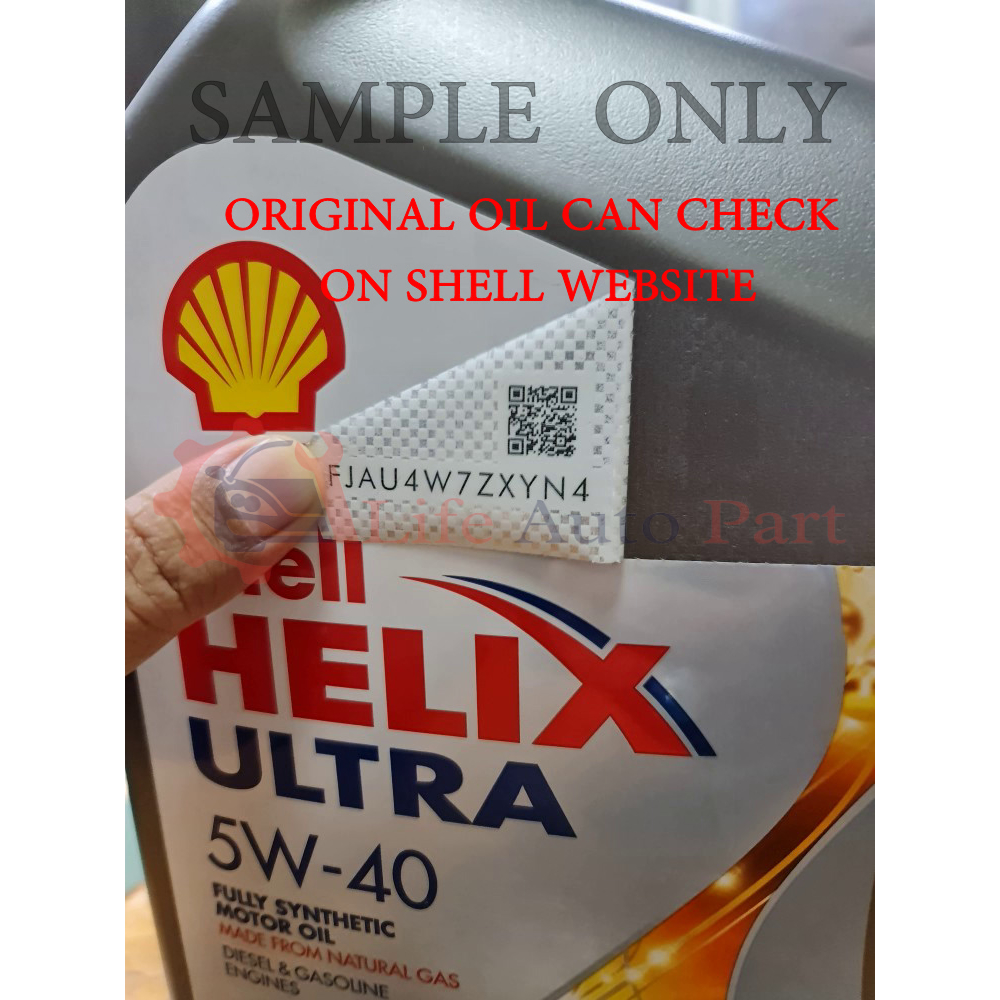 SAMPLE ONLY
ORIGINAL OIL CAN CHECK
ON SHELL WEBSITE
FJAU4W7ZXYN4
Life Auto Part
ell
HELIX
ULTRA
5W-40
FULLY SYNTHETIC
MOTOR OIL
MADE FROM NATURAL GAS
DIESEL & GASOLINE
ENGINES